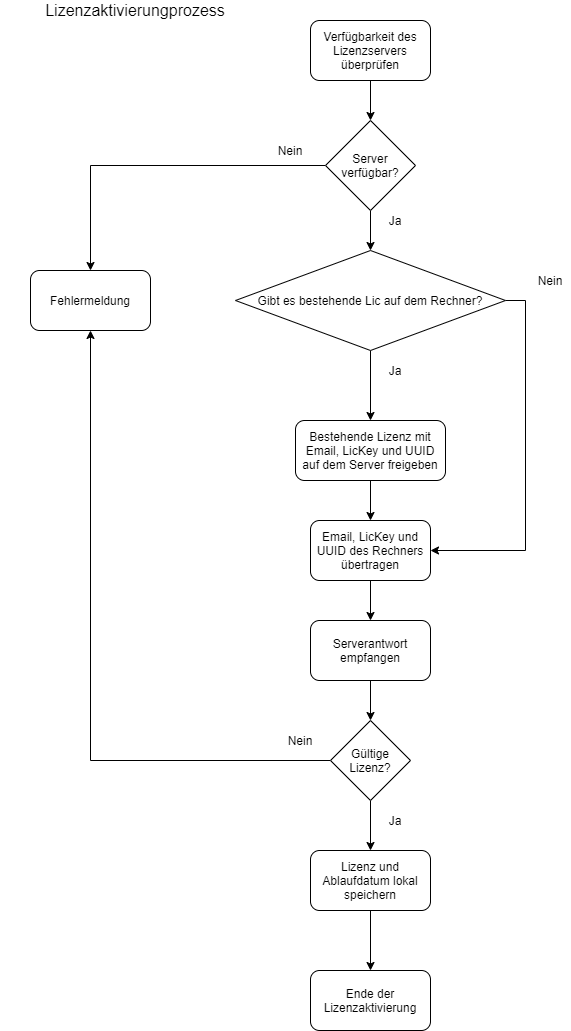 Lizenzaktivierungprozess
Verfügbarkeit des
Lizenzservers
überprüfen
Server
verfügbar?
Nein
Ja
Fehlermeldung
Gibt es bestehende Lic auf dem Rechner?
Nein
Ja
Bestehende Lizenz mit
Email, LicKey und UUID
auf dem Server freigeben
Email, LicKey und
UUID des Rechners
übertragen
Serverantwort
empfangen
Nein
Gültige
Lizenz?
Ja
Lizenz und
Ablaufdatum lokal
speichern
Ende der
Lizenzaktivierung